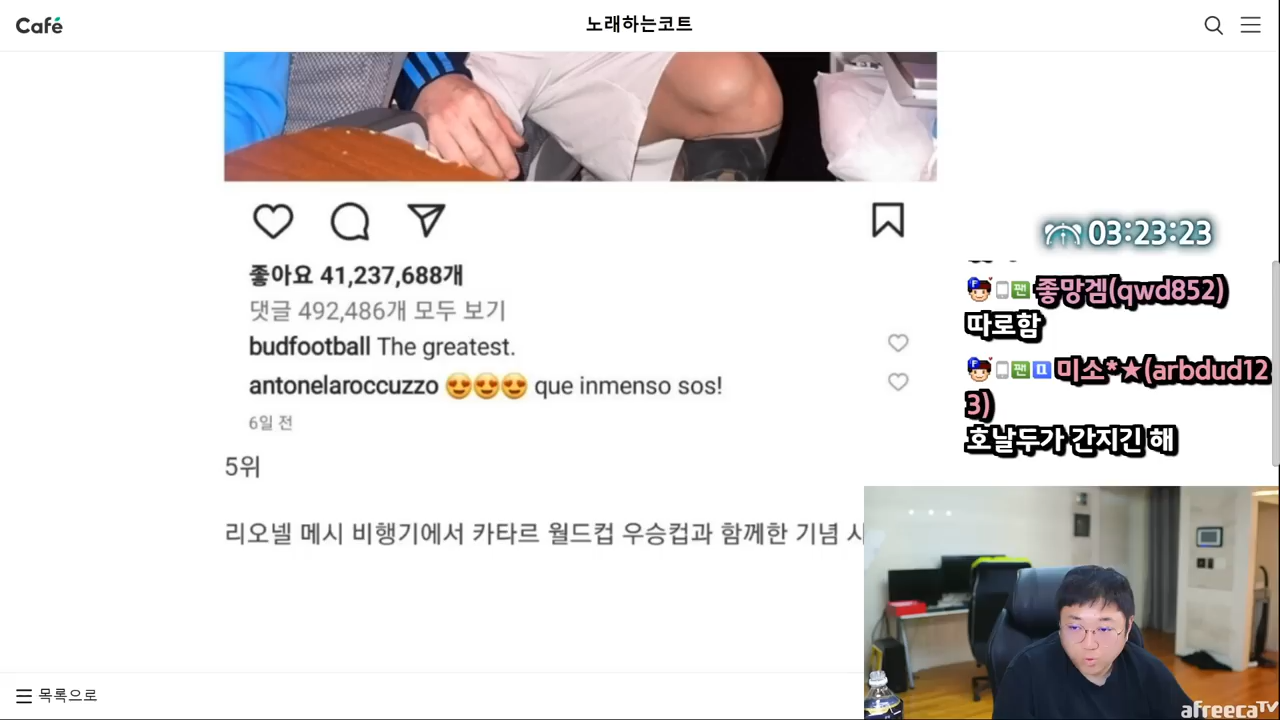 Café
노래하는코트
좋아요 41,237,688개
댓글 492,486개 모두 보기
budfootball The greatest.
antonelaroccuzzo 😍😍😍 que inmenso sos!
6일 전
5위
리오넬 메시 비행기에서 카타르 월드컵 우승컵과 함께한 기념 사
목록으로
03:23:23
팬 좋망겜(qwd852)
따로함
팬 미소*★(arbdud12
3)
호날두가 간지긴 해
afreecaTV